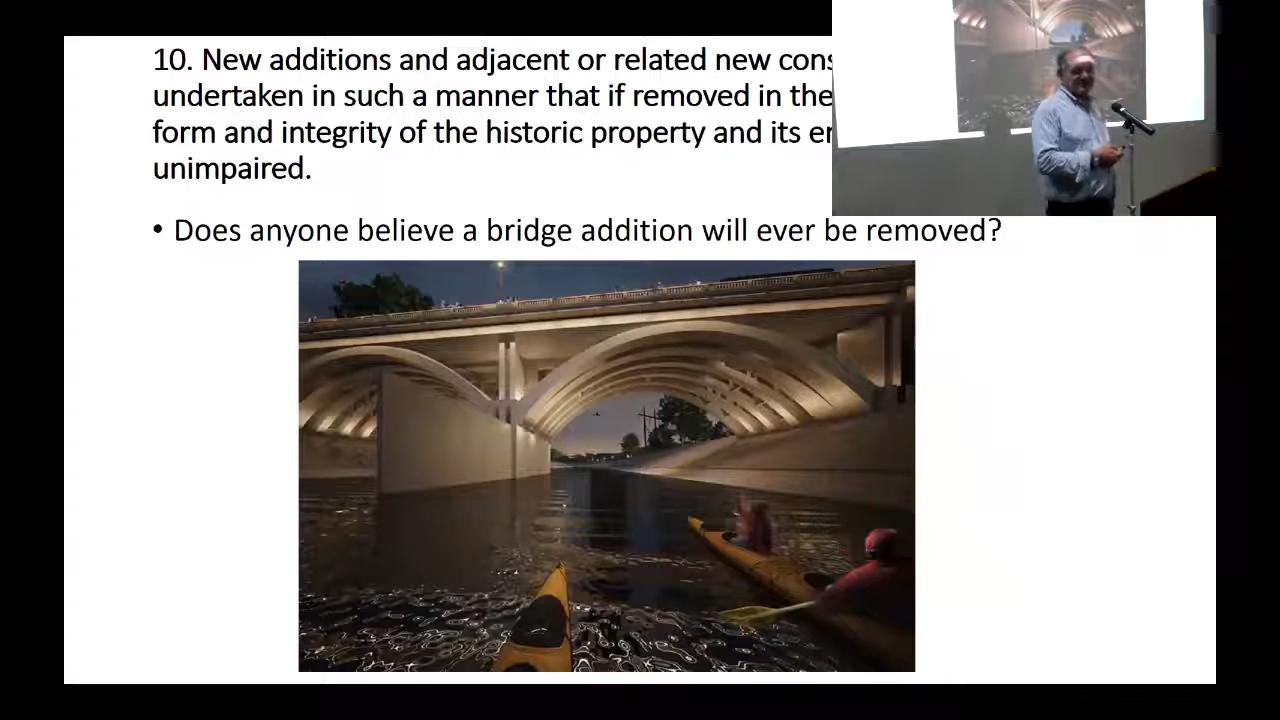 10. New additions and adjacent or related new
undertaken in such a manner that if removed in the
form and integrity of the historic property and its
unimpaired.
• Does anyone believe a bridge addition will ever be removed?